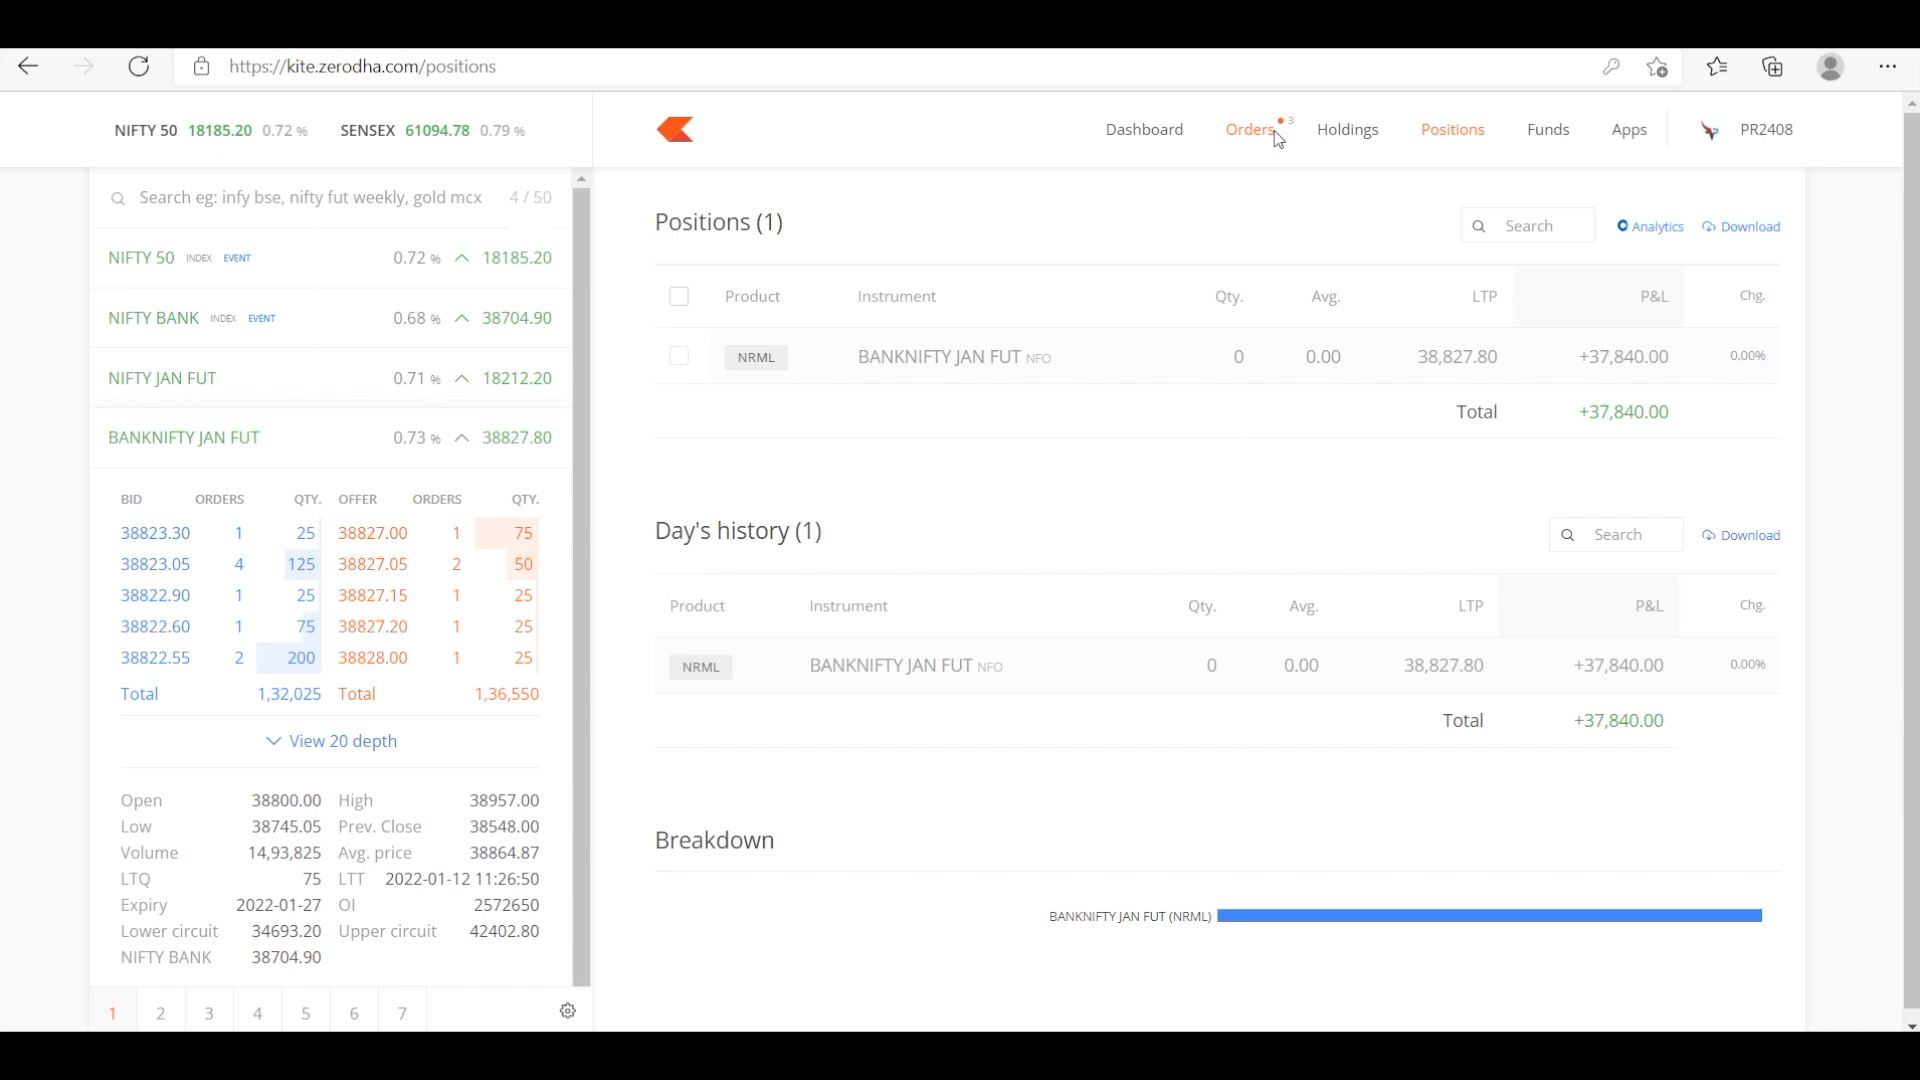 https://kite.zerodha.com/positions
NIFTY 50 18185.20 0.72 % SENSEX 61094.78 0.79 %
Dashboard Orders 3 Holdings Positions Funds Apps PR2408
Search eg: infy bse, nifty fut weekly, gold mcx 4 / 50
NIFTY 50 INDEX EVENT 0.72 % 18185.20
NIFTY BANK INDEX EVENT 0.68 % 38704.90
NIFTY JAN FUT 0.71 % 18212.20
BANKNIFTY JAN FUT 0.73 % 38827.80
BID ORDERS QTY. OFFER ORDERS QTY.
38823.30 1 25 38827.00 1 75
38823.05 4 125 38827.05 2 50
38822.90 1 25 38827.15 1 25
38822.60 1 75 38827.20 1 25
38822.55 2 200 38828.00 1 25
Total 1,32,025 Total 1,36,550
View 20 depth
Open 38800.00 High 38957.00
Low 38745.05 Prev. Close 38548.00
Volume 14,93,825 Avg. price 38864.87
LTQ 75 LTT 2022-01-12 11:26:50
Expiry 2022-01-27 OI 2572650
Lower circuit 34693.20 Upper circuit 42402.80
NIFTY BANK 38704.90
1 2 3 4 5 6 7
Positions (1) Search Analytics Download
Product Instrument Qty. Avg. LTP P&L Chg.
NRML BANKNIFTY JAN FUT NFO 0 0.00 38,827.80 +37,840.00 0.00%
Total +37,840.00
Day's history (1) Search Download
Product Instrument Qty. Avg. LTP P&L Chg.
NRML BANKNIFTY JAN FUT NFO 0 0.00 38,827.80 +37,840.00 0.00%
Total +37,840.00
Breakdown
BANKNIFTY JAN FUT (NRML)